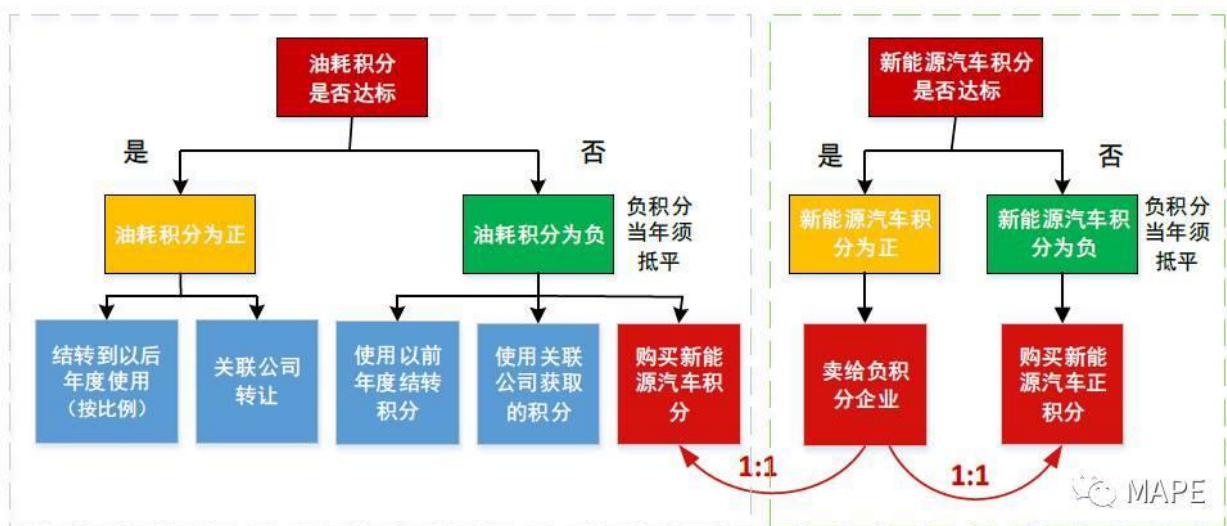 油耗积分
是否达标
新能源汽车积分
是否达标
是
否
是
否
油耗积分为正
油耗积分为负
负积分
当年须
抵平
新能源汽车积
分为正
新能源汽车积
分为负
负积分
当年须
抵平
结转到以后
年度使用
（按比例）
关联公司
转让
使用以前
年度结转
积分
使用关联
公司获取
的积分
购买新能
源汽车积
分
卖给负积
分企业
购买新能
源汽车正
积分
1:1
1:1
MAPE